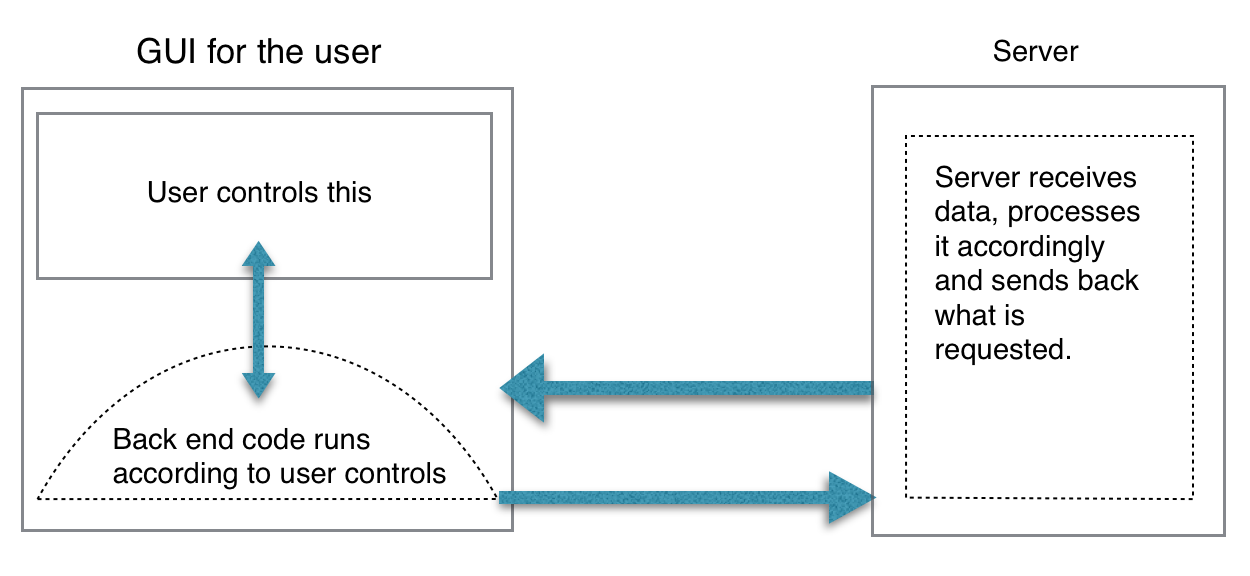 GUI for the user
Server
User controls this
Server receives
data, processes
it accordingly
and sends back
what is
requested.
Back end code runs
according to user controls